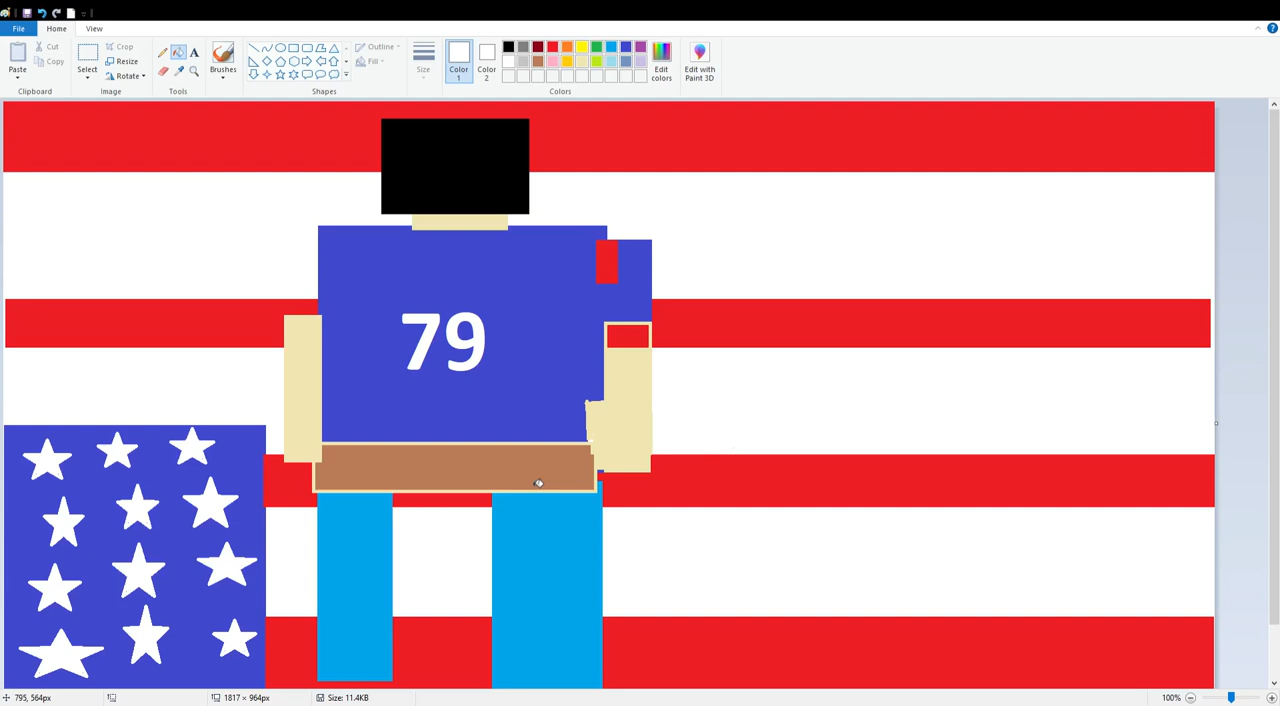 File Home View
Cut
Copy
Paste
Clipboard
Crop
Resize
Rotate
Select
Image
A
Tools
Brushes
Outline
Fill
Shapes
Size
Color 1
Color 2
Edit colors
Edit with Paint 3D
Colors
79
795, 564px
1817 × 964px
Size: 11.4KB
100%